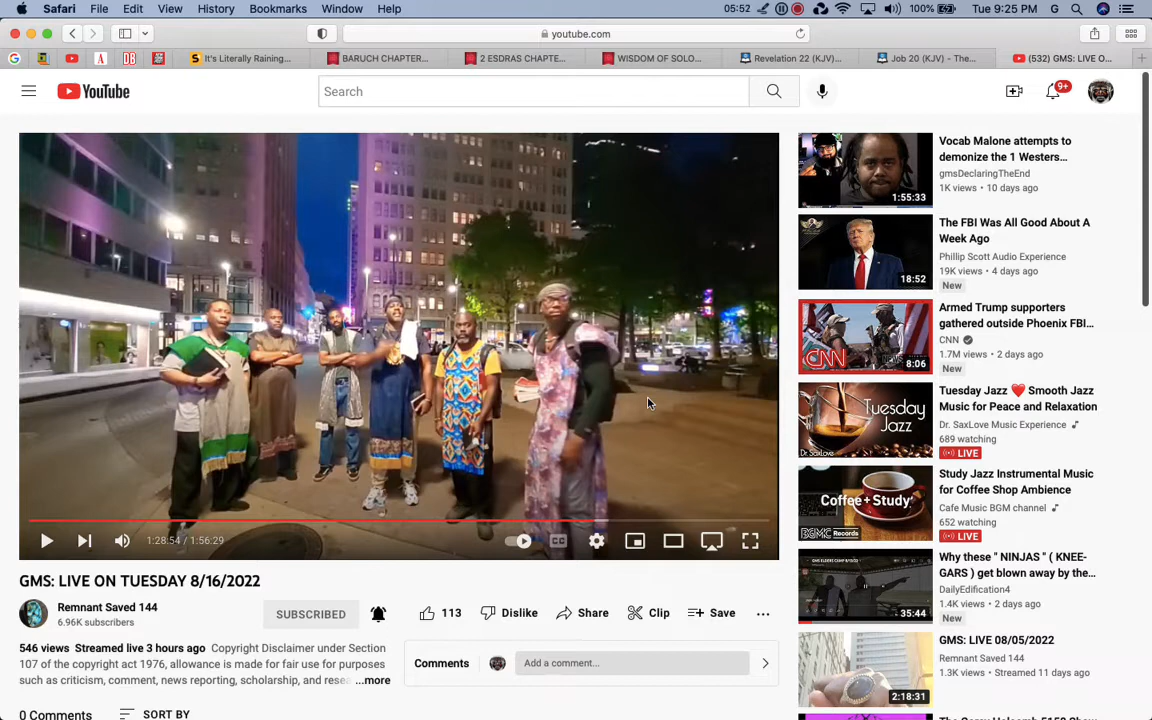 Safari File Edit View History Bookmarks Window Help
05:52 100% Tue 9:25 PM G
youtube.com
It's Literally Raining...
BARUCH CHAPTER...
2 ESDRAS CHAPTE...
WISDOM OF SOLO...
Revelation 22 (KJV)...
Job 20 (KJV) - The...
(532) GMS: LIVE O...
YouTube
Search
9+
1:28:54 / 1:56:29
GMS: LIVE ON TUESDAY 8/16/2022
Remnant Saved 144
6.96K subscribers
SUBSCRIBED
113 Dislike Share Clip Save
546 views Streamed live 3 hours ago Copyright Disclaimer under Section
107 of the copyright act 1976, allowance is made for fair use for purposes
such as criticism, comment, news reporting, scholarship, and resea ...more
Comments Add a comment...
0 Comments SORT BY
1:55:33
Vocab Malone attempts to
demonize the 1 Westers...
gmsDeclaringTheEnd
1K views • 10 days ago
18:52
The FBI Was All Good About A
Week Ago
Phillip Scott Audio Experience
19K views • 4 days ago
New
CNN NEWS
8:06
Armed Trump supporters
gathered outside Phoenix FBI...
CNN
1.7M views • 2 days ago
New
Tuesday
Jazz
Dr. SaxLove
Tuesday Jazz ❤️ Smooth Jazz
Music for Peace and Relaxation
Dr. SaxLove Music Experience
689 watching
LIVE
Coffee+Study
BGMC Records
Study Jazz Instrumental Music
for Coffee Shop Ambience
Cafe Music BGM channel
652 watching
LIVE
35:44
Why these " NINJAS " ( KNEE-
GARS ) get blown away by the...
DailyEdification4
1.4K views • 2 days ago
New
2:18:31
GMS: LIVE 08/05/2022
Remnant Saved 144
1.3K views • Streamed 11 days ago